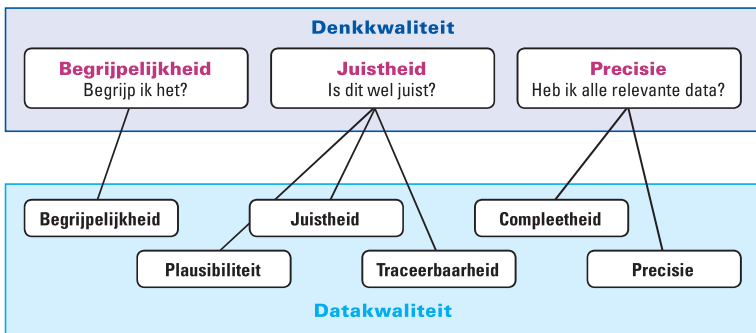 Denkkwaliteit
Begrijpelijkheid
Begrijp ik het?
Juistheid
Is dit wel juist?
Precisie
Heb ik alle relevante data?
Begrijpelijkheid
Juistheid
Compleetheid
Plausibiliteit
Traceerbaarheid
Precisie
Datakwaliteit